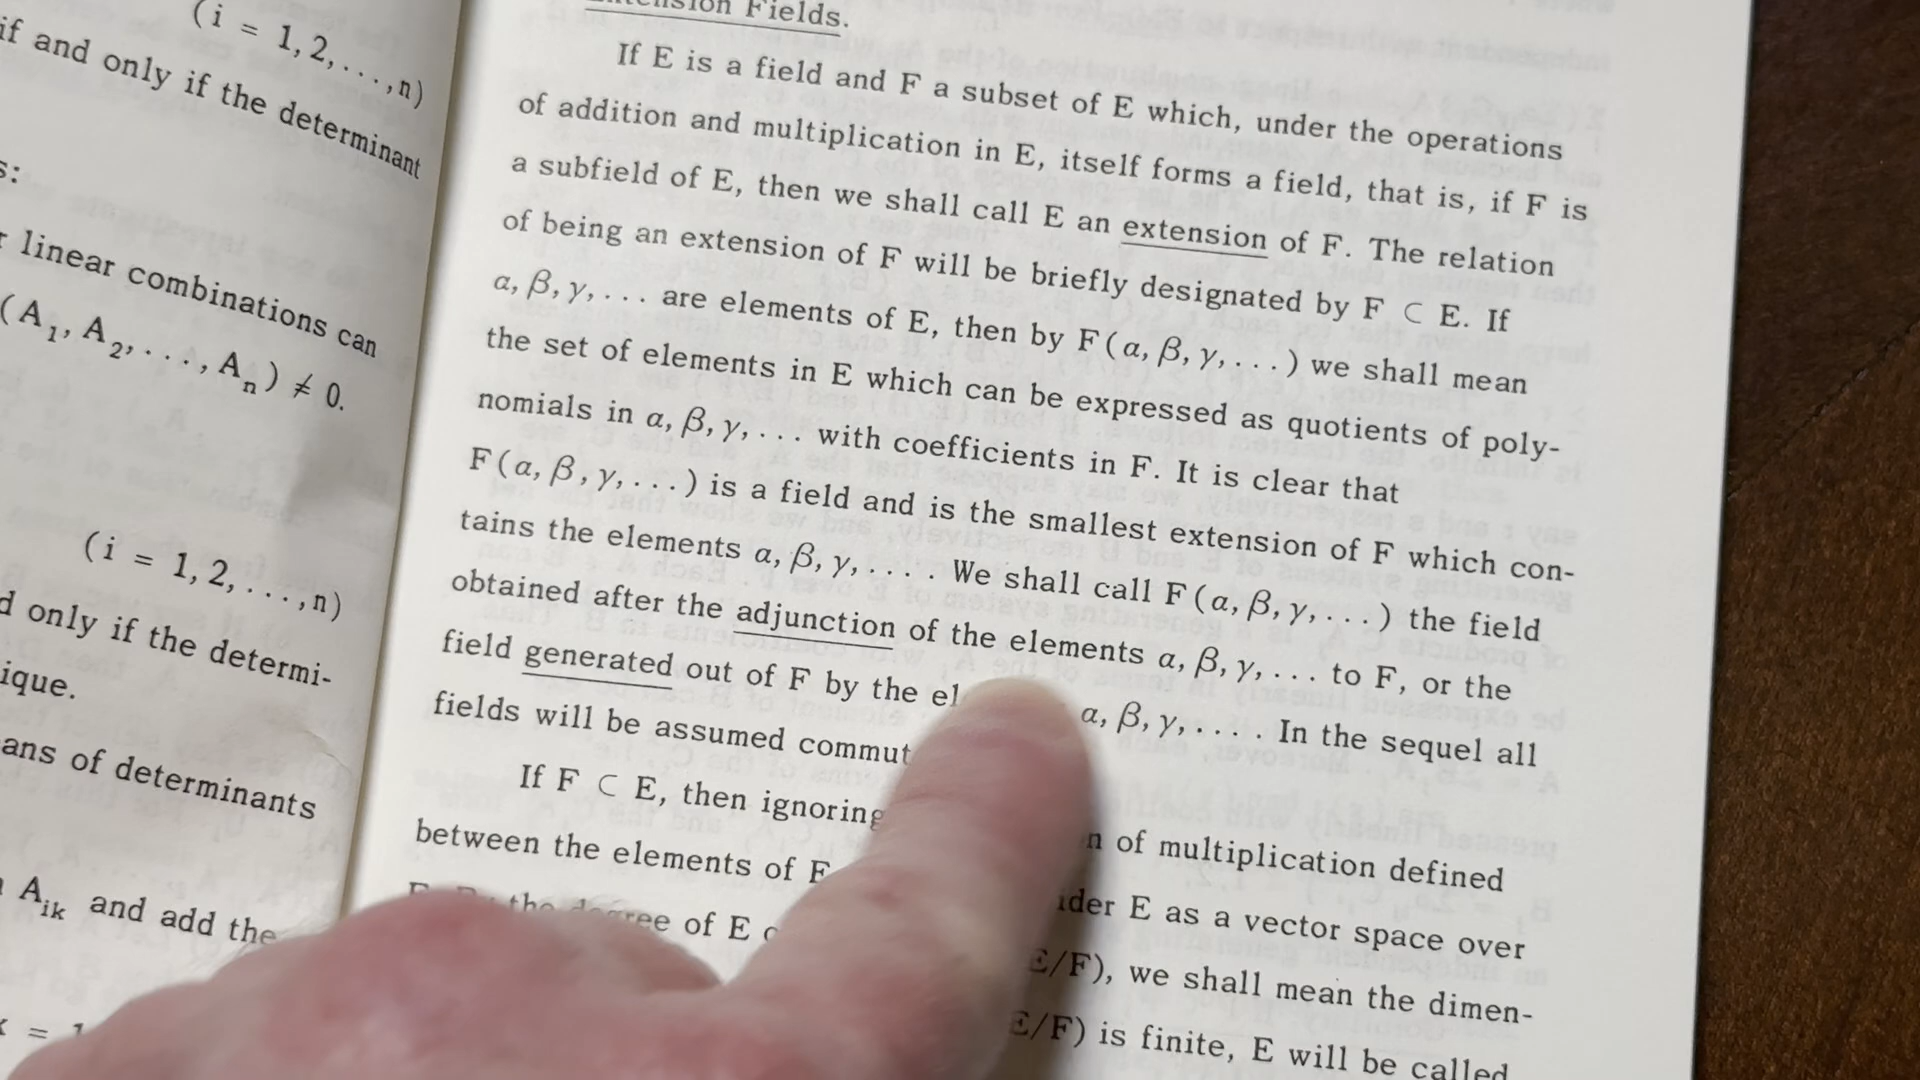 (i = 1, 2, . . . , n)
if and only if the determinant
s:
r linear combinations can
(A₁, A₂, . . . , Aₙ) ≠ 0.
(i = 1, 2, . . . , n)
d only if the determi-
ique.
ans of determinants
Aᵢₖ and add the
= 1
Fields.
If E is a field and F a subset of E which, under the operations
of addition and multiplication in E, itself forms a field, that is, if F is
a subfield of E, then we shall call E an extension of F. The relation
of being an extension of F will be briefly designated by F ⊂ E. If
α, β, γ, . . . are elements of E, then by F(α, β, γ, . . . ) we shall mean
the set of elements in E which can be expressed as quotients of poly-
nomials in α, β, γ, . . . with coefficients in F. It is clear that
F(α, β, γ, . . . ) is a field and is the smallest extension of F which con-
tains the elements α, β, γ, . . . . We shall call F(α, β, γ, . . . ) the field
obtained after the adjunction of the elements α, β, γ, . . . to F, or the
field generated out of F by the el α, β, γ, . . . . In the sequel all
fields will be assumed commut
If F ⊂ E, then ignoring n of multiplication defined
between the elements of E ider E as a vector space over
the degree of E E/F), we shall mean the dimen-
E/F) is finite, E will be called